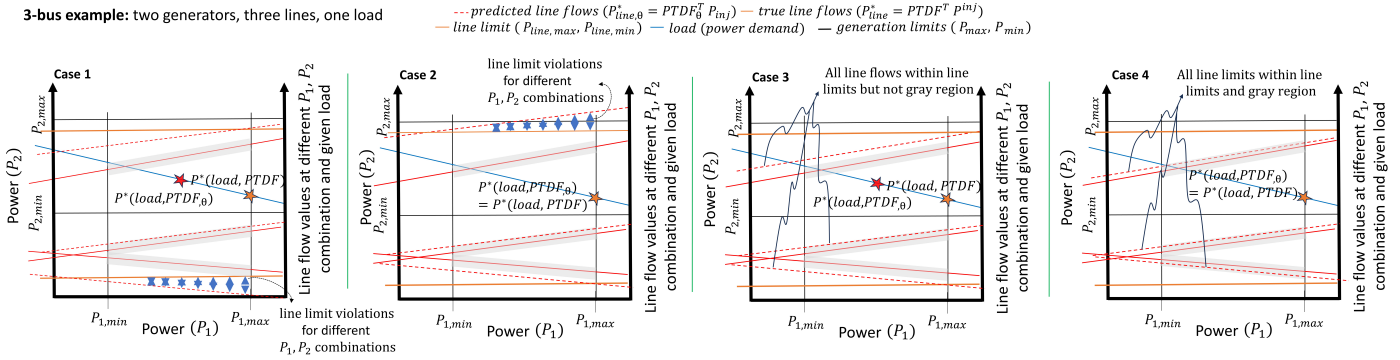 3-bus example: two generators, three lines, one load
predicted line flows (P*line,θ = PTDFθᵀ Pinj) true line flows (P*line = PTDFᵀ Pinj)
line limit ( Pline,max, Pline,min) load (power demand) generation limits ( Pmax, Pmin)
Case 1
Power (P2)
P2,max
P2,min
P*(load,PTDF)
P*(load,PTDF,θ)
P1,min
P1,max
Power (P1)
line limit violations
for different
P1, P2 combinations
Line flow values at different P1, P2
combination and given load
Case 2
line limit violations
for different
P1, P2 combinations
Power (P2)
P2,max
P2,min
P*(load,PTDF,θ)
= P*(load, PTDF)
P1,min
P1,max
Power (P1)
Line flow values at different P1, P2
combination and given load
Case 3
All line flows within line
limits but not gray region
Power (P2)
P2,max
P2,min
P*(load,PTDF)
P*(load,PTDF,θ)
P1,min
P1,max
Power (P1)
Line flow values at different P1, P2
combination and given load
Case 4
All line limits within line
limits and gray region
Power (P2)
P2,max
P2,min
P*(load,PTDF,θ)
= P*(load, PTDF)
P1,min
P1,max
Power (P1)
Line flow values at different P1, P2
combination and given load